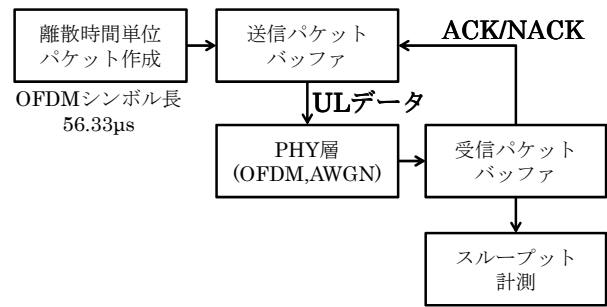 離散時間単位
パケット作成
OFDMシンボル長
56.33μs
送信パケット
バッファ
ACK/NACK
ULデータ
PHY層
(OFDM,AWGN)
受信パケット
バッファ
スループット
計測